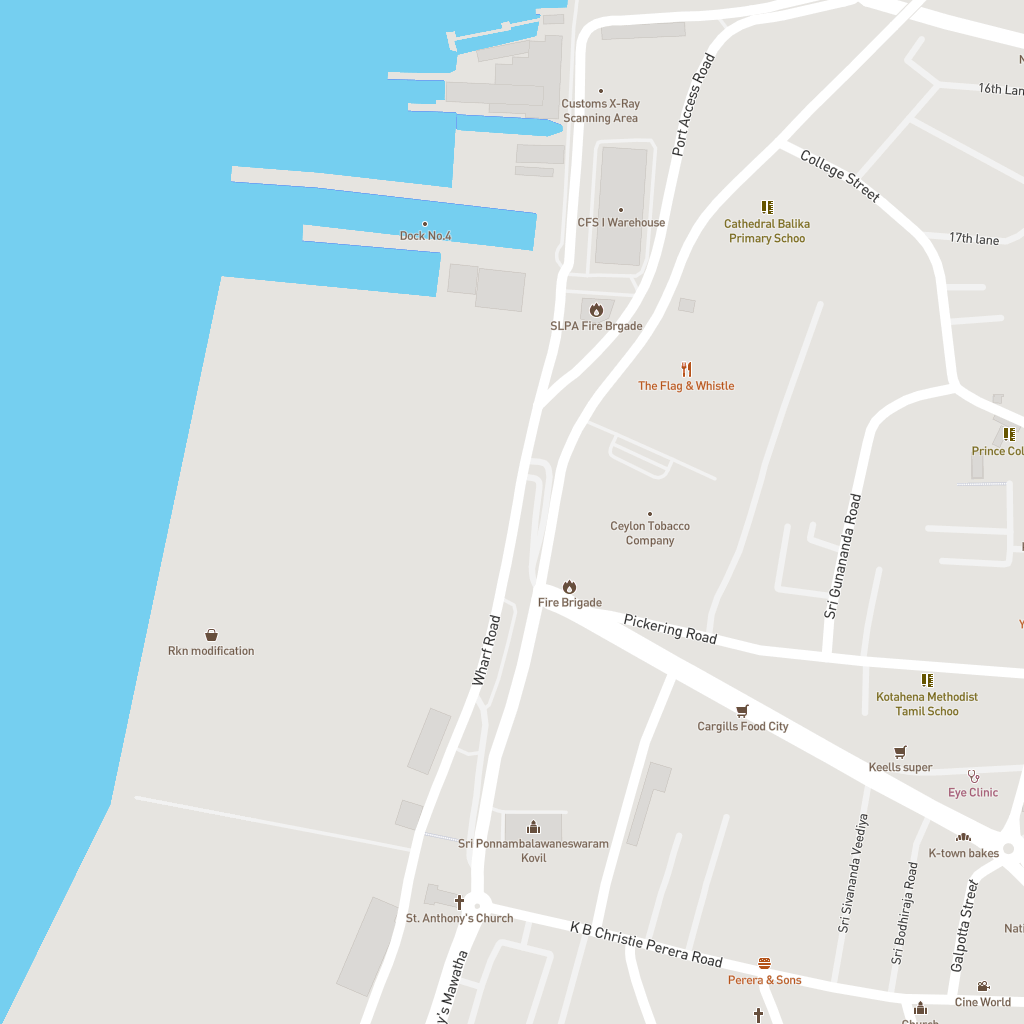 16th Lan
Customs X-Ray
Scanning Area
Port Access Road
College Street
Cathedral Balika
Primary Schoo
CFS I Warehouse
Dock No.4
17th lane
SLPA Fire Brgade
The Flag & Whistle
Prince Col
Ceylon Tobacco
Company
Sri Gunananda Road
Fire Brigade
Pickering Road
Wharf Road
Rkn modification
Kotahena Methodist
Tamil Schoo
Cargills Food City
Keells super
Eye Clinic
Sri Ponnambalawaneswaram
Kovil
K-town bakes
Sri Sivananda Veediya
Sri Bodhiraja Road
Galpotta Street
St. Anthony's Church
K B Christie Perera Road
Nati
y's Mawatha
Perera & Sons
Cine World
Church